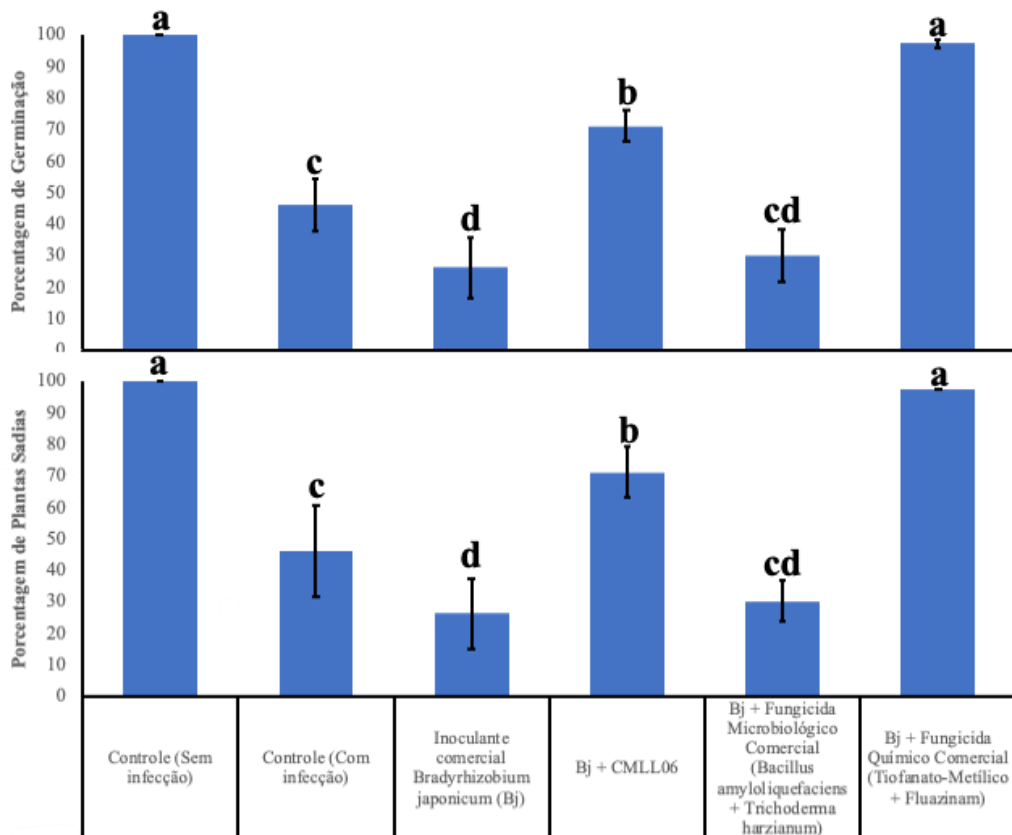 Porcentagem de Germinação
100
90
80
70
60
50
40
30
20
10
0
a
c
d
b
cd
a
Porcentagem de Plantas Sadias
100
90
80
70
60
50
40
30
20
10
0
a
c
d
b
cd
a
Controle (Sem
infecção)
Controle (Com
infecção)
Inoculante
comercial
Bradyrhizobium
japonicum (Bj)
Bj + CMLL06
Bj + Fungicida
Microbiológico
Comercial
(Bacillus
amyloliquefaciens
+ Trichoderma
harzianum)
Bj + Fungicida
Químico Comercial
(Tiofanato-Metílico
+ Fluazinam)